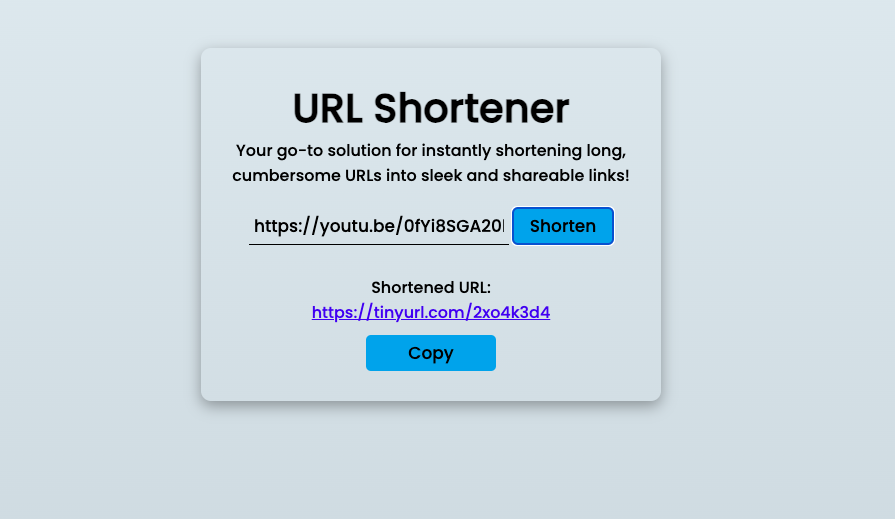 URL Shortener
Your go-to solution for instantly shortening long,
cumbersome URLs into sleek and shareable links!
https://youtu.be/0fYi8SGA20 Shorten
Shortened URL:
https://tinyurl.com/2xo4k3d4
Copy